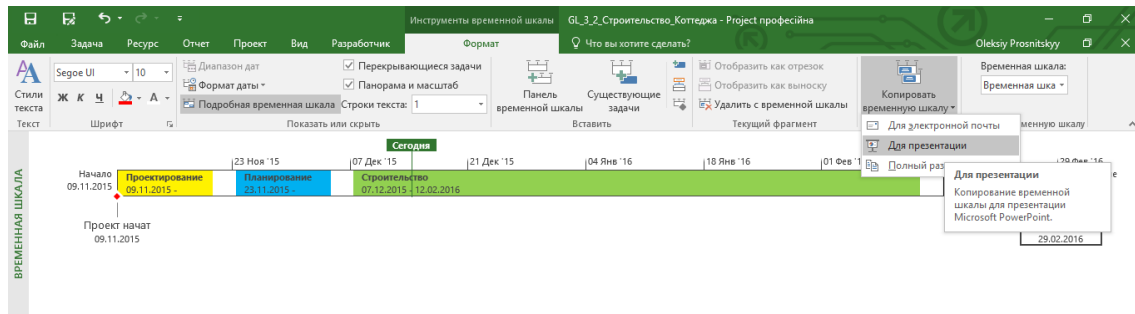 Инструменты временной шкалы GL_3_2_Строительство_Коттеджа - Project професійна
Файл Задача Ресурс Отчет Проект Вид Разработчик Формат Что вы хотите сделать? Oleksiy Prosnitskyy
Стили текста
Текст
Segoe UI 10
Ж К Ч А
Шрифт
Диапазон дат
Формат даты
Подробная временная шкала
Перекрывающиеся задачи
Панорама и масштаб
Строки текста: 1
Показать или скрыть
Панель временной шкалы
Существующие задачи
Вставить
Отобразить как отрезок
Отобразить как выноску
Удалить с временной шкалы
Текущий фрагмент
Копировать временную шкалу
Временная шкала:
Временная шка
менную шкалу
Для электронной почты
Для презентации
Полный раз
Для презентации
Копирование временной
шкалы для презентации
Microsoft PowerPoint.
ВРЕМЕННАЯ ШКАЛА
Сегодня
23 Ноя '15 07 Дек '15 21 Дек '15 04 Янв '16 18 Янв '16 01 Фев '1 29 Фев '16
Начало
09.11.2015
Проектирование
09.11.2015 -
Планирование
23.11.2015 -
Строительство
07.12.2015 - 12.02.2016
е
29.02.2016
Проект начат
09.11.2015